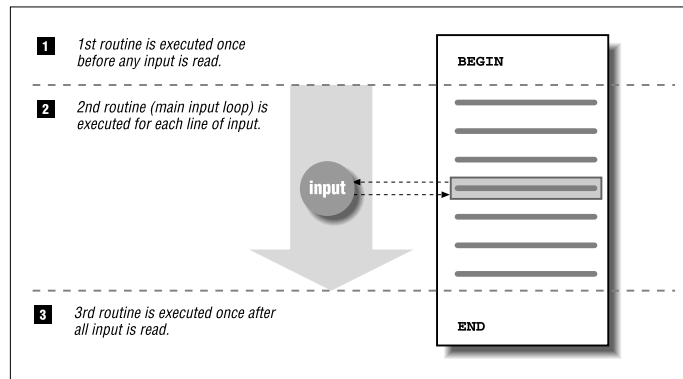 1 1st routine is executed once
before any input is read.
BEGIN
2 2nd routine (main input loop) is
executed for each line of input.
input
3 3rd routine is executed once after
all input is read.
END